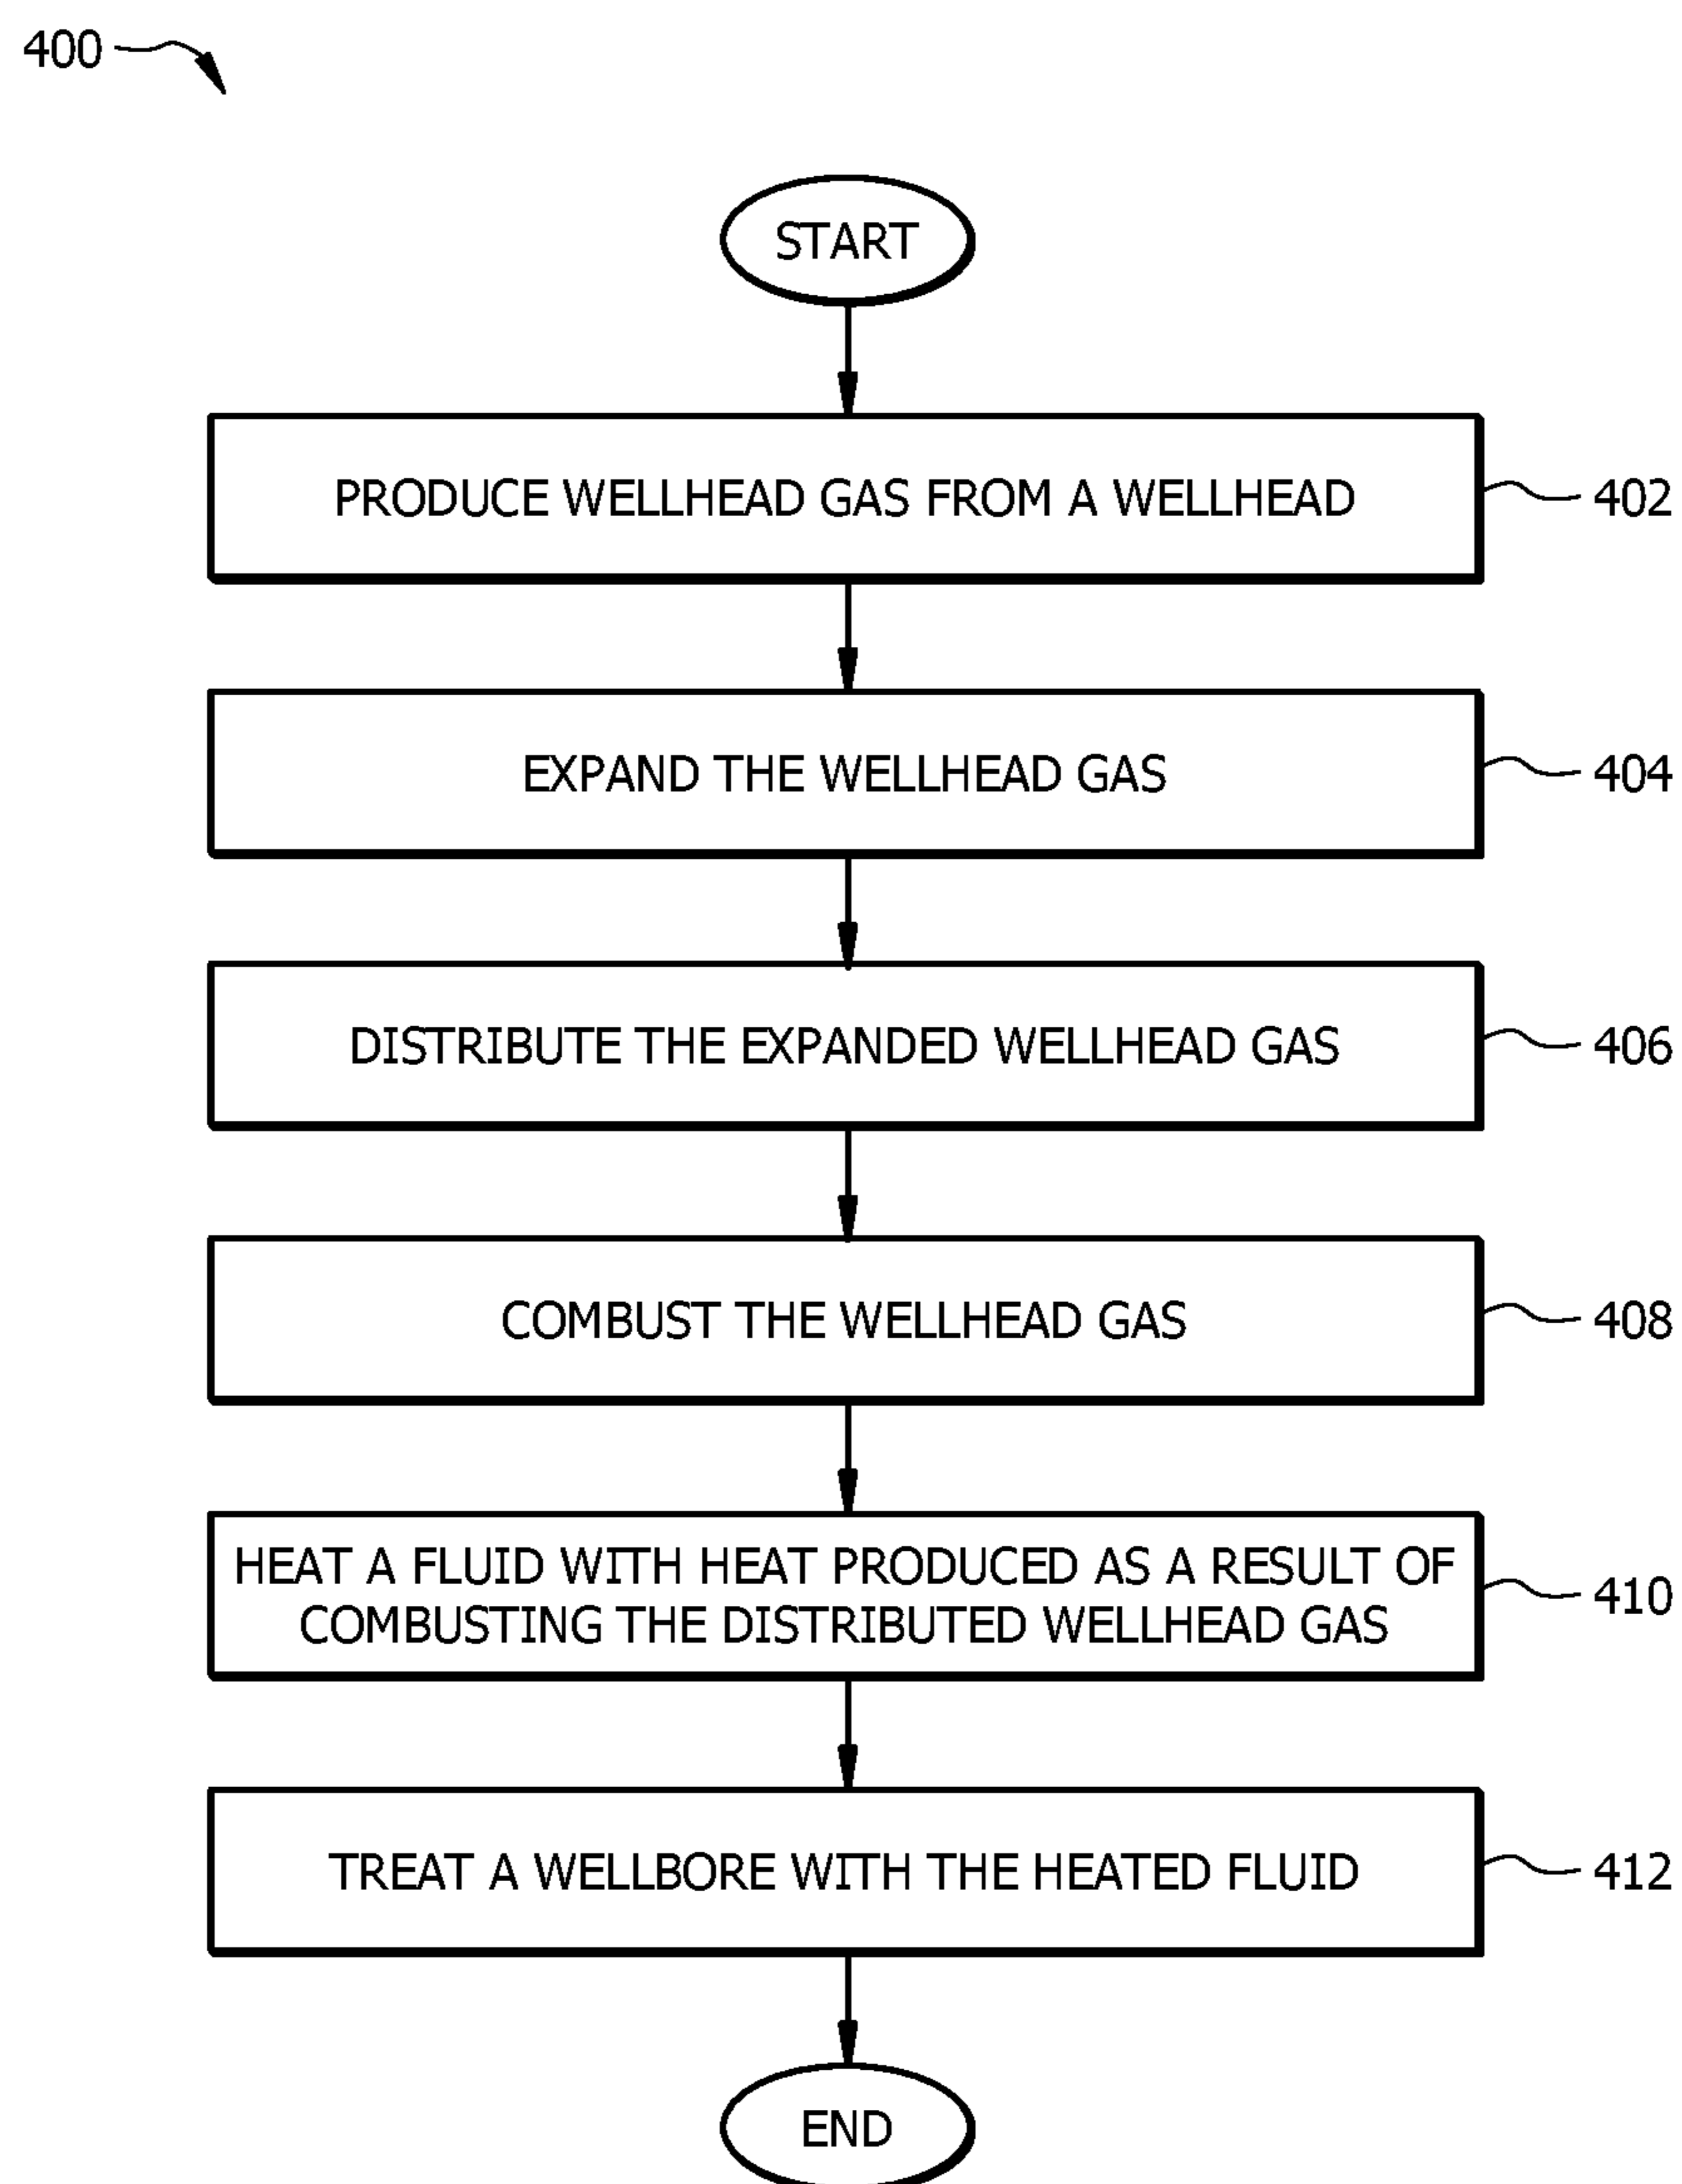 400
START
PRODUCE WELLHEAD GAS FROM A WELLHEAD
402
EXPAND THE WELLHEAD GAS
404
DISTRIBUTE THE EXPANDED WELLHEAD GAS
406
COMBUST THE WELLHEAD GAS
408
HEAT A FLUID WITH HEAT PRODUCED AS A RESULT OF
COMBUSTING THE DISTRIBUTED WELLHEAD GAS
410
TREAT A WELLBORE WITH THE HEATED FLUID
412
END